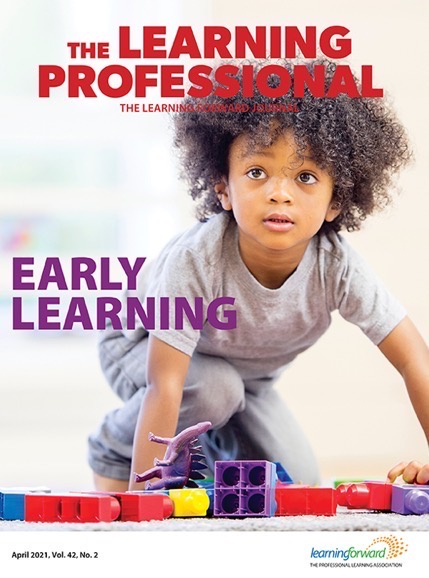 THE LEARNING
PROFESSIONAL
THE LEARNING FORWARD JOURNAL
EARLY
LEARNING
April 2021, Vol. 42, No. 2
learningforward
THE PROFESSIONAL LEARNING ASSOCIATION